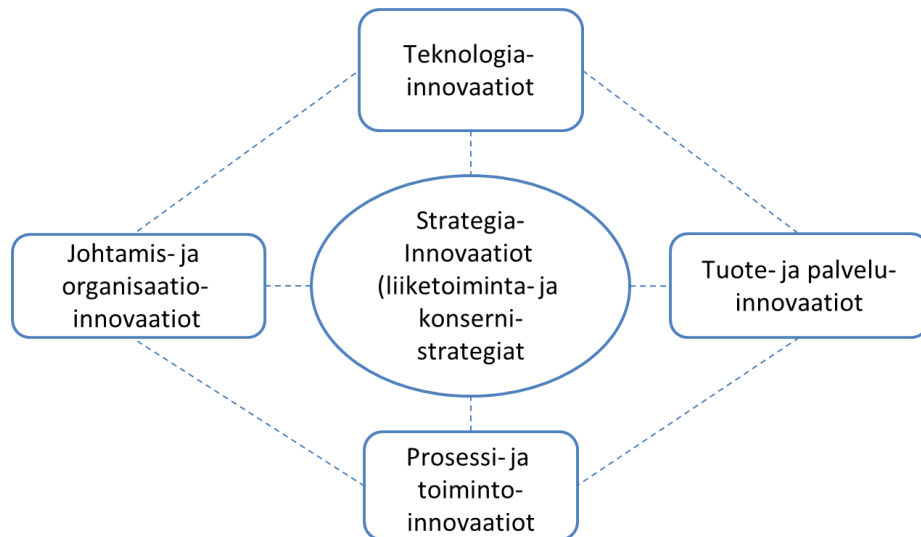 Teknologia-
innovaatiot
Strategia-
Innovaatiot
(liiketoiminta- ja
konserni-
strategiat
Johtamis- ja
organisaatio-
innovaatiot
Tuote- ja palvelu-
innovaatiot
Prosessi- ja
toiminto-
innovaatiot